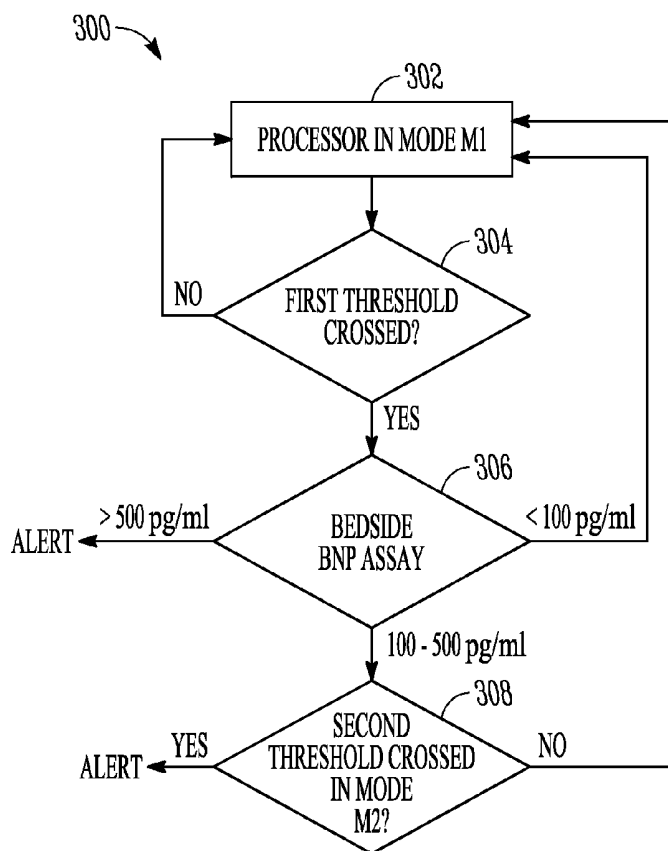 300
302
PROCESSOR IN MODE M1
304
NO
FIRST THRESHOLD
CROSSED?
YES
306
> 500 pg/ml
< 100 pg/ml
ALERT
BEDSIDE
BNP ASSAY
100 - 500 pg/ml
308
YES
SECOND
THRESHOLD CROSSED
IN MODE
M2?
NO
ALERT